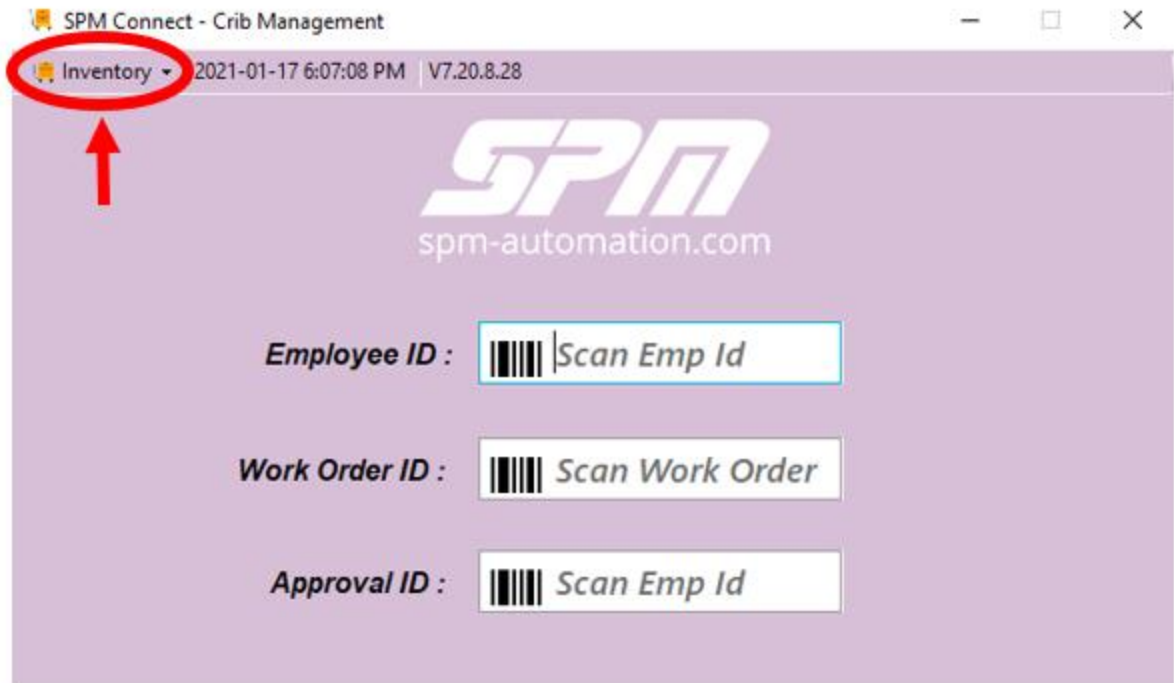 SPM Connect - Crib Management
Inventory 2021-01-17 6:07:08 PM V7.20.8.28
SPM
spm-automation.com
Employee ID : Scan Emp Id
Work Order ID : Scan Work Order
Approval ID : Scan Emp Id